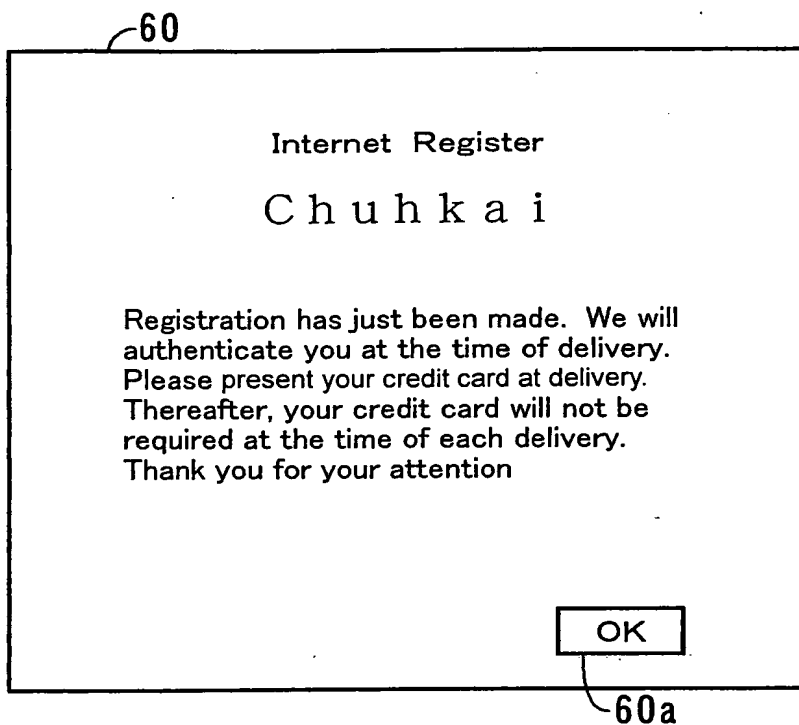 60
Internet Register
Chuhkai
Registration has just been made. We will
authenticate you at the time of delivery.
Please present your credit card at delivery.
Thereafter, your credit card will not be
required at the time of each delivery.
Thank you for your attention
OK
60a